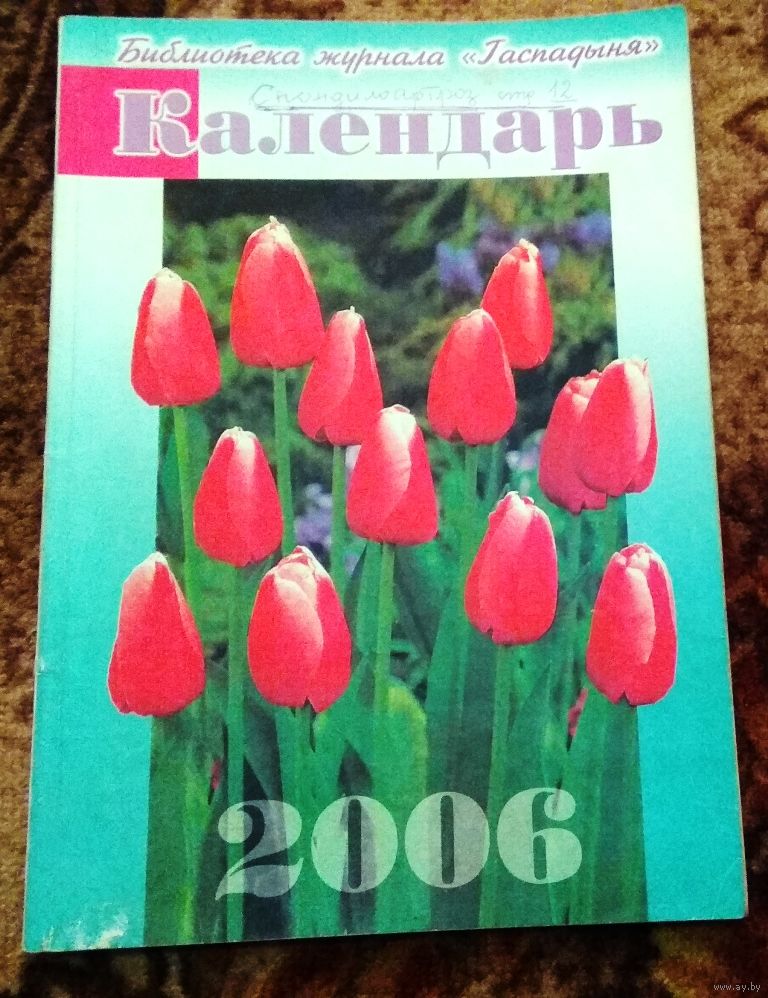 Библиотека журнала «Гаспадыня»
Спондилоартроз стр 12
Календарь
2006
www.ay.by